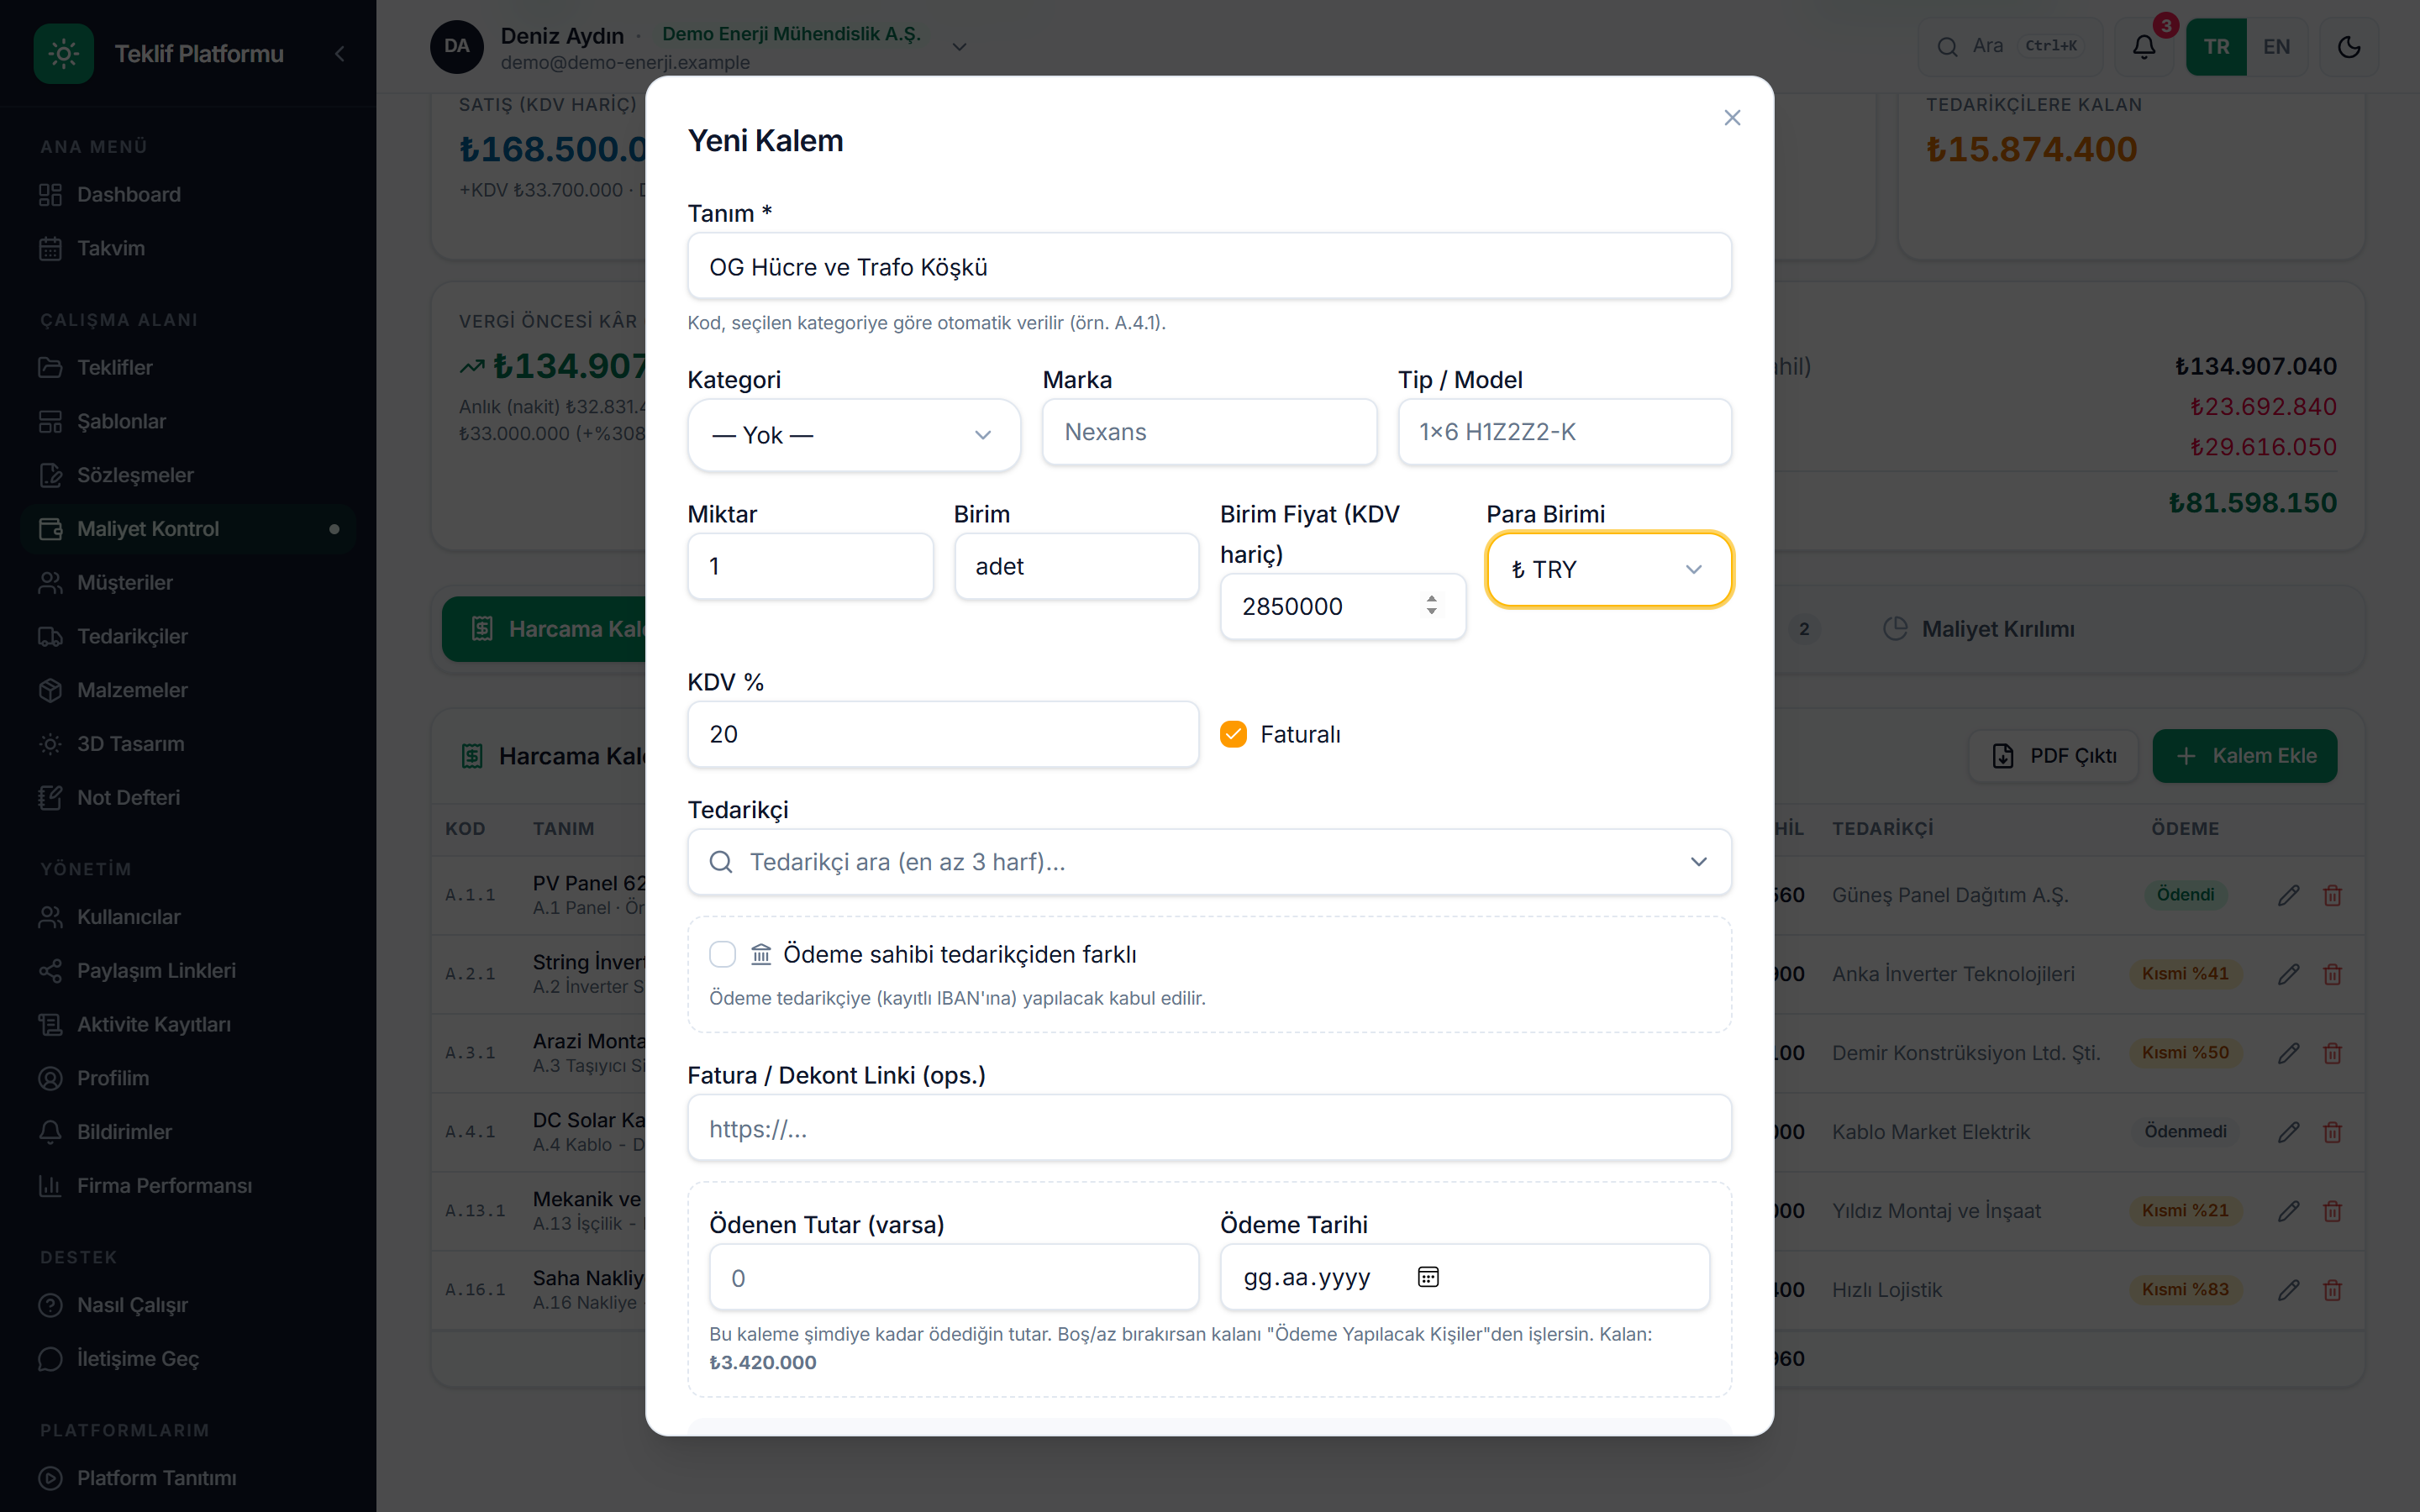 Teklif Platformu
ANA MENÜ
Dashboard
Takvim
ÇALIŞMA ALANI
Teklifler
Şablonlar
Sözleşmeler
Maliyet Kontrol
Müşteriler
Tedarikçiler
Malzemeler
3D Tasarım
Not Defteri
YÖNETİM
Kullanıcılar
Paylaşım Linkleri
Aktivite Kayıtları
Profilim
Bildirimler
Firma Performansı
DESTEK
Nasıl Çalışır
İletişime Geç
PLATFORMLARIM
Platform Tanıtımı
DA
Deniz Aydın · Demo Enerji Mühendislik A.Ş.
demo@demo-enerji.example
Ara Ctrl+K
3
TR EN
SATIŞ (KDV HARİÇ)
₺168.500.0
+KDV ₺33.700.000 ·
TEDARİKÇİLERE KALAN
₺15.874.400
VERGİ ÖNCESİ KÂR
₺134.907
Anlık (nakit) ₺32.831.4
₺33.000.000 (+%308
hil) ₺134.907.040
₺23.692.840
₺29.616.050
₺81.598.150
Harcama Kal
2
Maliyet Kırılımı
Harcama Kal
PDF Çıktı
Kalem Ekle
KOD TANIM HİL TEDARİKÇİ ÖDEME
A.1.1 PV Panel 62 560 Güneş Panel Dağıtım A.Ş. Ödendi
A.1 Panel · Ör
A.2.1 String İnver 900 Anka İnverter Teknolojileri Kısmi %41
A.2 İnverter S
A.3.1 Arazi Monta 100 Demir Konstrüksiyon Ltd. Şti. Kısmi %50
A.3 Taşıyıcı Si
A.4.1 DC Solar Ka 000 Kablo Market Elektrik Ödenmedi
A.4 Kablo - D
A.13.1 Mekanik ve 000 Yıldız Montaj ve İnşaat Kısmi %21
A.13 İşçilik -
A.16.1 Saha Nakliy 400 Hızlı Lojistik Kısmi %83
A.16 Nakliye
960
Yeni Kalem
Tanım *
OG Hücre ve Trafo Köşkü
Kod, seçilen kategoriye göre otomatik verilir (örn. A.4.1).
Kategori Marka Tip / Model
— Yok — Nexans 1×6 H1Z2Z2-K
Miktar Birim Birim Fiyat (KDV hariç) Para Birimi
1 adet 2850000 ₺ TRY
KDV %
20 Faturalı
Tedarikçi
Tedarikçi ara (en az 3 harf)...
Ödeme sahibi tedarikçiden farklı
Ödeme tedarikçiye (kayıtlı IBAN'ına) yapılacak kabul edilir.
Fatura / Dekont Linki (ops.)
https://...
Ödenen Tutar (varsa) Ödeme Tarihi
0 gg.aa.yyyy
Bu kaleme şimdiye kadar ödediğin tutar. Boş/az bırakırsan kalanı "Ödeme Yapılacak Kişiler"den işlersin. Kalan:
₺3.420.000